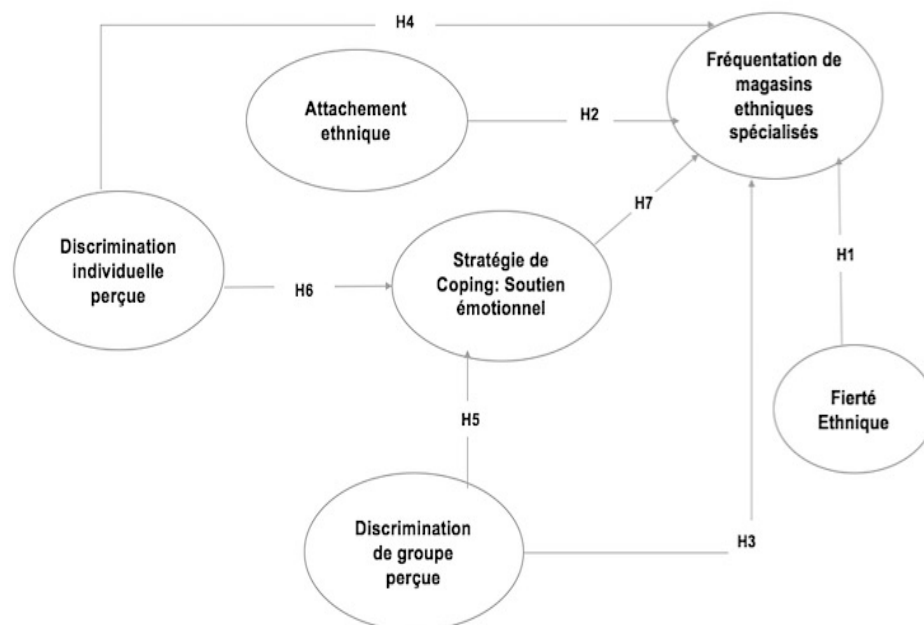 H4
Fréquentation de
magasins
ethniques
spécialisés
Attachement
ethnique
H2
H7
Discrimination
individuelle
perçue
Stratégie de
Coping: Soutien
émotionnel
H1
H6
Fierté
Ethnique
H5
Discrimination
de groupe
perçue
H3